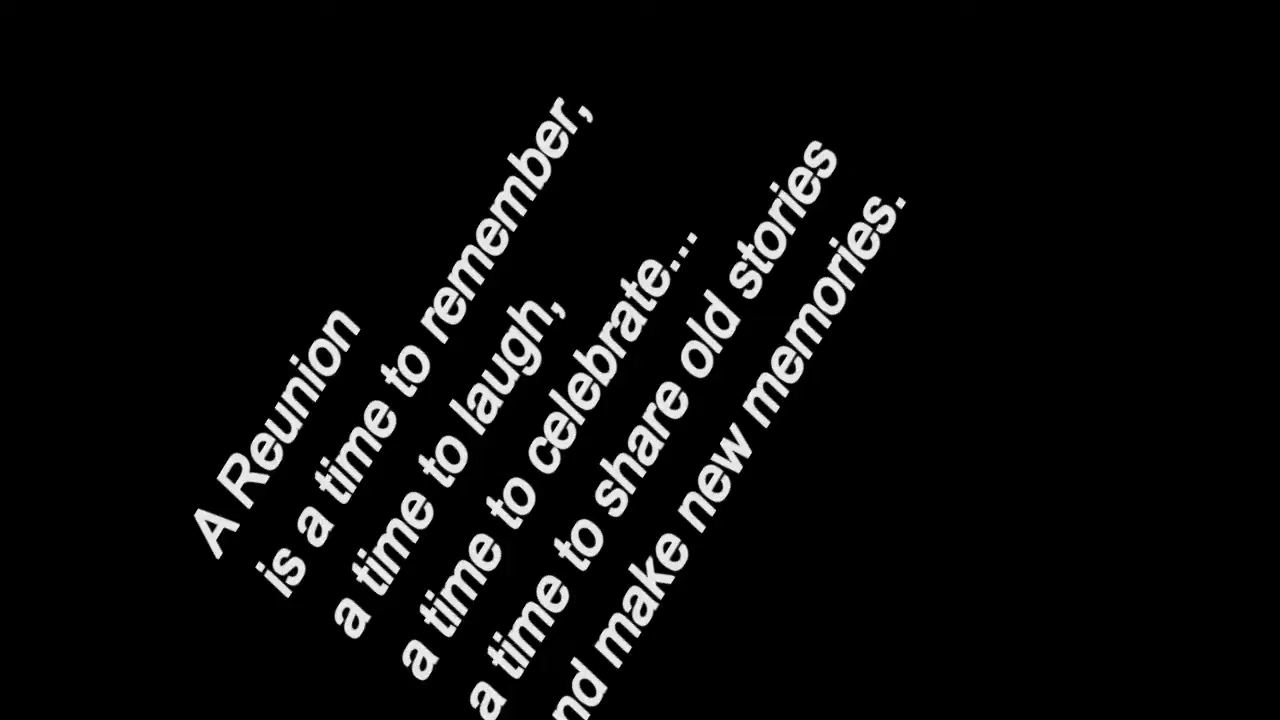 A Reunion
is a time to remember,
a time to laugh,
a time to celebrate...
a time to share old stories
nd make new memories.